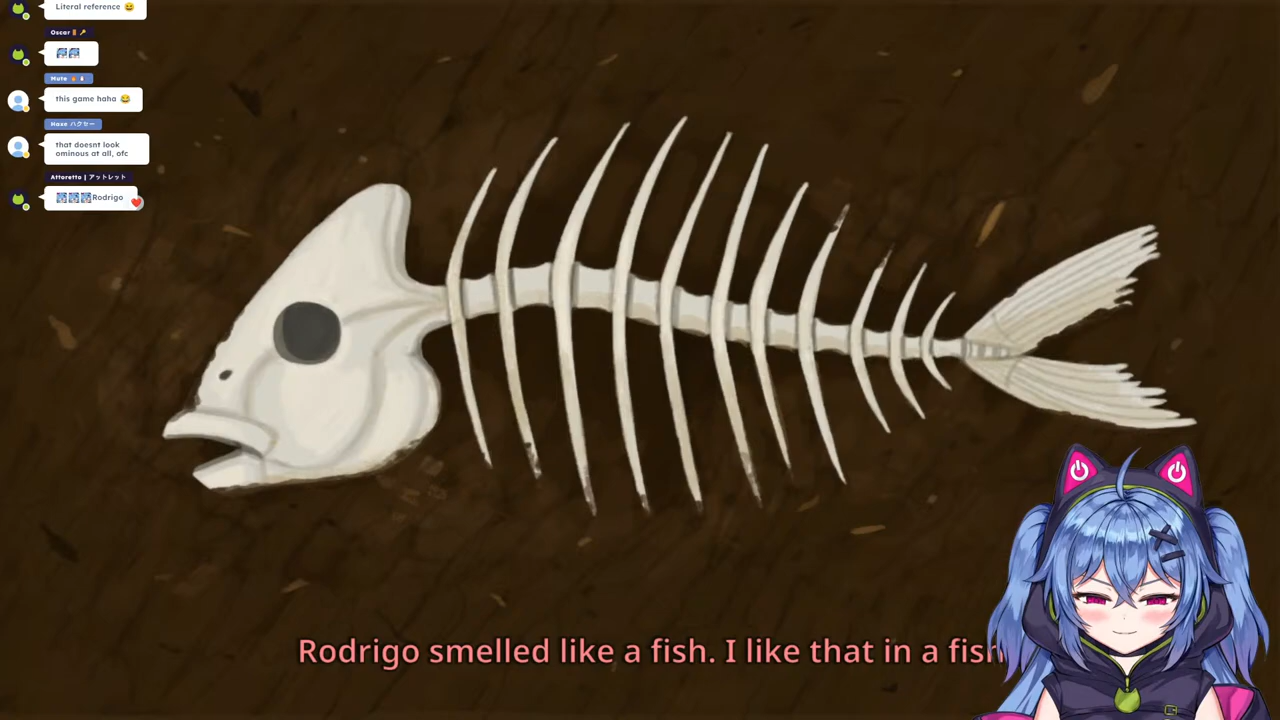 Literal reference 😅
Oscar
Mute
this game haha 😂
Haxe ハクセー
that doesnt look
ominous at all, ofc
Attoretto | アットレット
Rodrigo
Rodrigo smelled like a fish. I like that in a fish